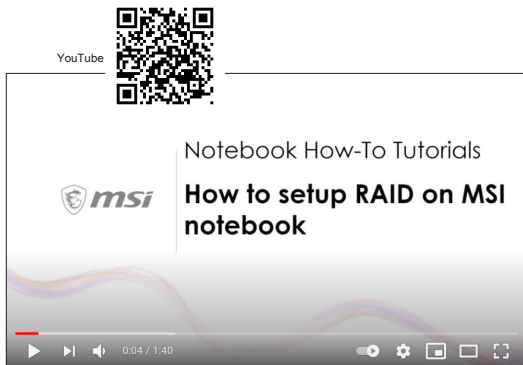 YouTube
Notebook How-To Tutorials
msi
How to setup RAID on MSI
notebook
0:04 / 1:40